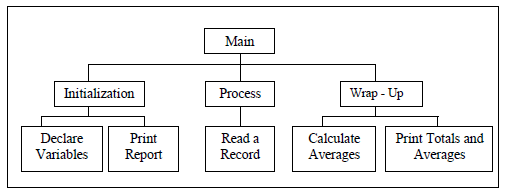 Main
Initialization
Process
Wrap - Up
Declare
Variables
Print
Report
Read a
Record
Calculate
Averages
Print Totals and
Averages